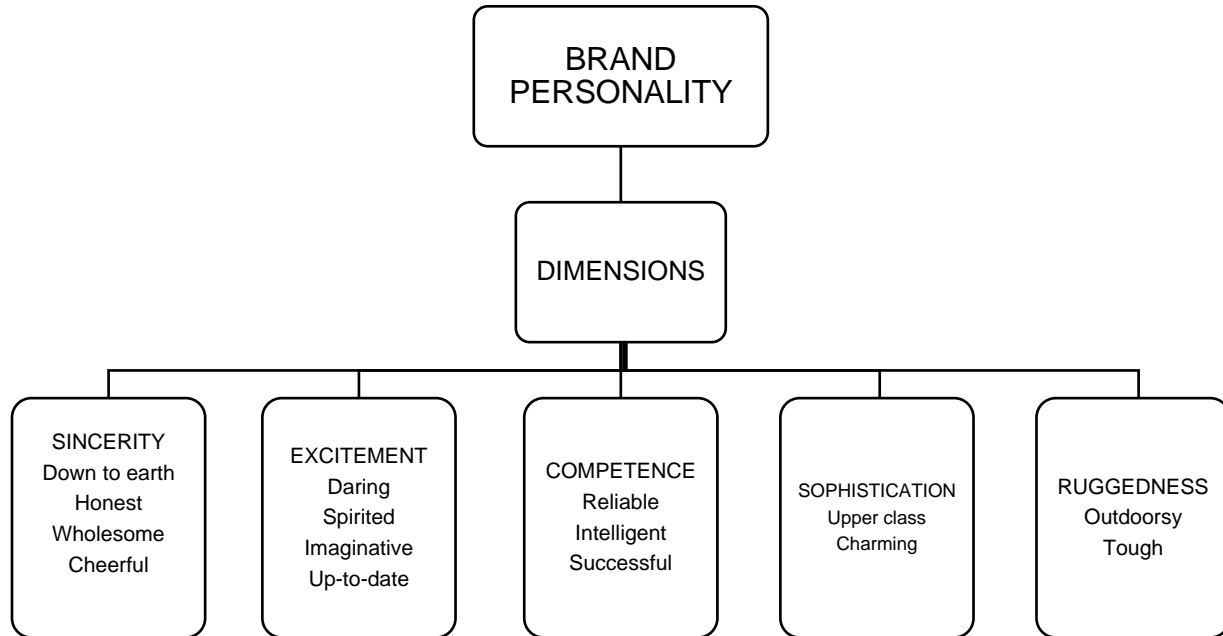 BRAND
PERSONALITY
DIMENSIONS
SINCERITY
Down to earth
Honest
Wholesome
Cheerful
EXCITEMENT
Daring
Spirited
Imaginative
Up-to-date
COMPETENCE
Reliable
Intelligent
Successful
SOPHISTICATION
Upper class
Charming
RUGGEDNESS
Outdoorsy
Tough